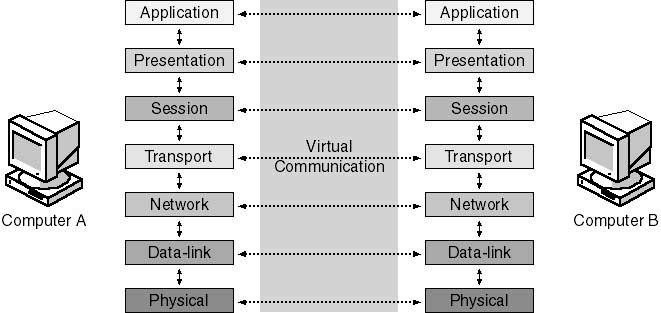 Application Application
Presentation Presentation
Session Session
Virtual
Transport Transport
Communication
Network Network
Computer A Computer B
Data-link Data-link
Physical Physical